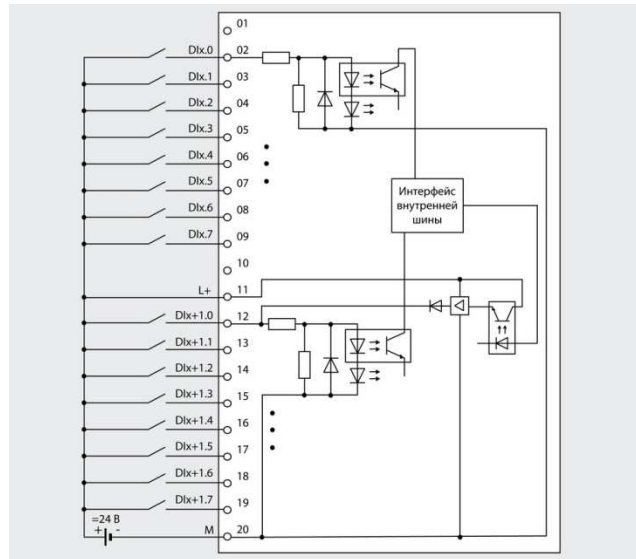 01
DIx.0 02
DIx.1 03
DIx.2 04
DIx.3 05
DIx.4 06
DIx.5 07
DIx.6 08
DIx.7 09
Интерфейс
внутренней
шины
10
L+ 11
DIx+1.0 12
DIx+1.1 13
DIx+1.2 14
DIx+1.3 15
DIx+1.4 16
DIx+1.5 17
DIx+1.6 18
DIx+1.7 19
=24 В
+ -
M 20